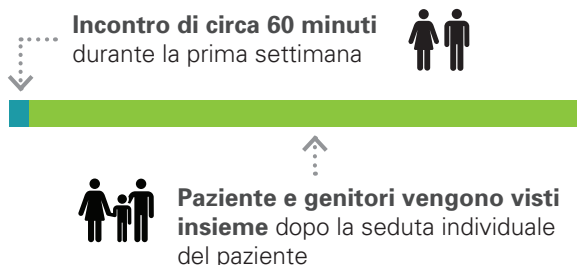 Incontro di circa 60 minuti
durante la prima settimana
Paziente e genitori vengono visti
insieme dopo la seduta individuale
del paziente